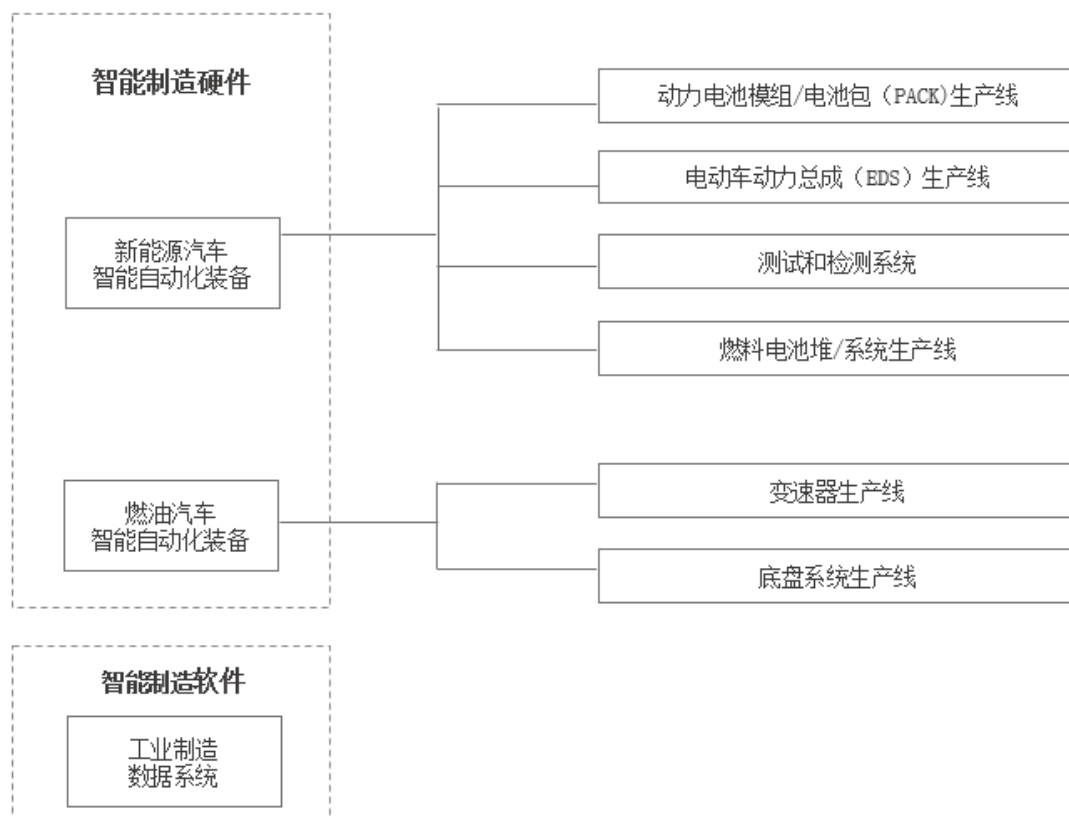 智能制造硬件
动力电池模组/电池包（PACK)生产线
电动车动力总成（EDS）生产线
新能源汽车
智能自动化装备
测试和检测系统
燃料电池堆/系统生产线
变速器生产线
燃油汽车
智能自动化装备
底盘系统生产线
智能制造软件
工业制造
数据系统